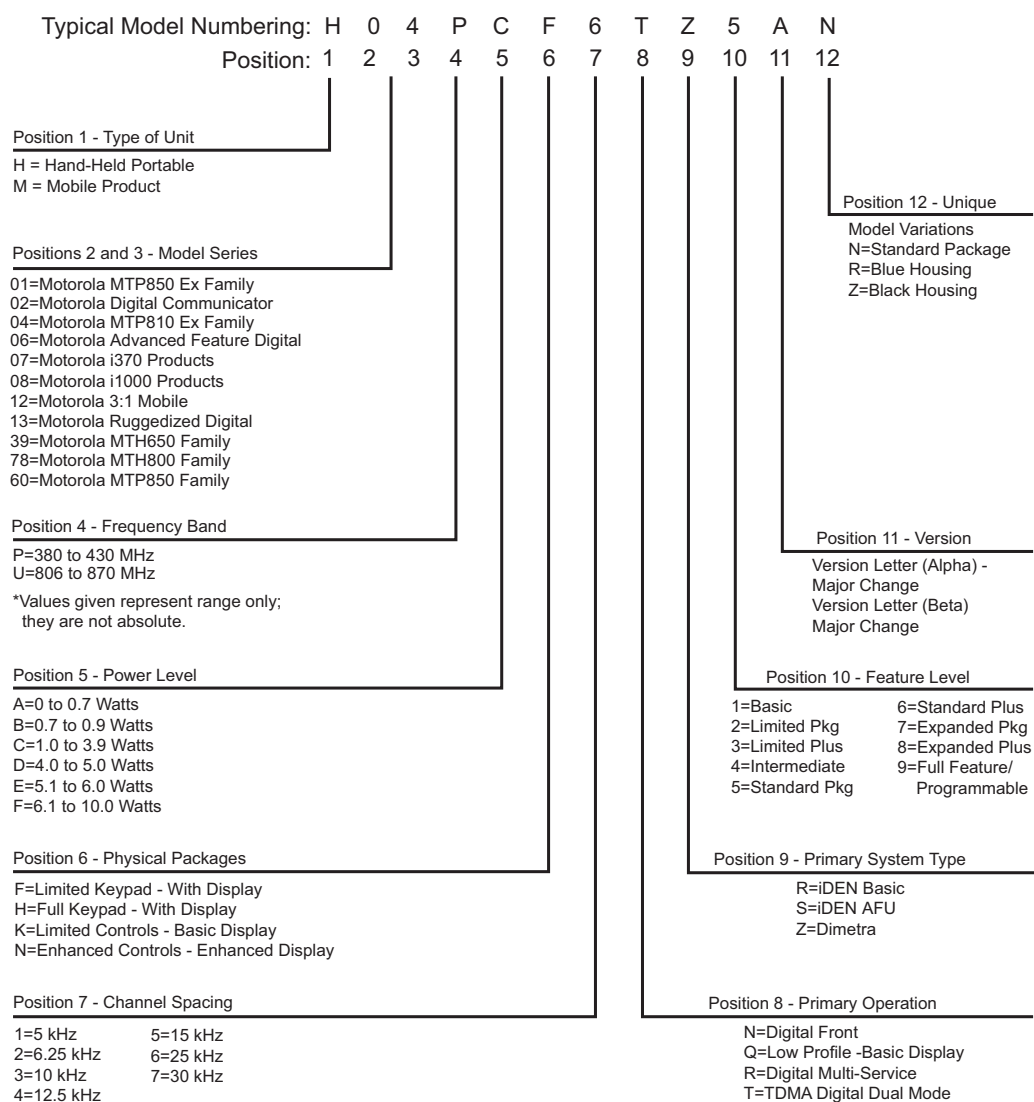 Typical Model Numbering: H 0 4 P C F 6 T Z 5 A N
Position: 1 2 3 4 5 6 7 8 9 10 11 12
Position 1 - Type of Unit
H = Hand-Held Portable
M = Mobile Product
Positions 2 and 3 - Model Series
01=Motorola MTP850 Ex Family
02=Motorola Digital Communicator
04=Motorola MTP810 Ex Family
06=Motorola Advanced Feature Digital
07=Motorola i370 Products
08=Motorola i1000 Products
12=Motorola 3:1 Mobile
13=Motorola Ruggedized Digital
39=Motorola MTH650 Family
78=Motorola MTH800 Family
60=Motorola MTP850 Family
Position 4 - Frequency Band
P=380 to 430 MHz
U=806 to 870 MHz
*Values given represent range only;
they are not absolute.
Position 5 - Power Level
A=0 to 0.7 Watts
B=0.7 to 0.9 Watts
C=1.0 to 3.9 Watts
D=4.0 to 5.0 Watts
E=5.1 to 6.0 Watts
F=6.1 to 10.0 Watts
Position 6 - Physical Packages
F=Limited Keypad - With Display
H=Full Keypad - With Display
K=Limited Controls - Basic Display
N=Enhanced Controls - Enhanced Display
Position 7 - Channel Spacing
1=5 kHz
2=6.25 kHz
3=10 kHz
4=12.5 kHz
5=15 kHz
6=25 kHz
7=30 kHz
Position 12 - Unique
Model Variations
N=Standard Package
R=Blue Housing
Z=Black Housing
Position 11 - Version
Version Letter (Alpha) -
Major Change
Version Letter (Beta)
Major Change
Position 10 - Feature Level
1=Basic
2=Limited Pkg
3=Limited Plus
4=Intermediate
5=Standard Pkg
6=Standard Plus
7=Expanded Pkg
8=Expanded Plus
9=Full Feature/
Programmable
Position 9 - Primary System Type
R=iDEN Basic
S=iDEN AFU
Z=Dimetra
Position 8 - Primary Operation
N=Digital Front
Q=Low Profile -Basic Display
R=Digital Multi-Service
T=TDMA Digital Dual Mode